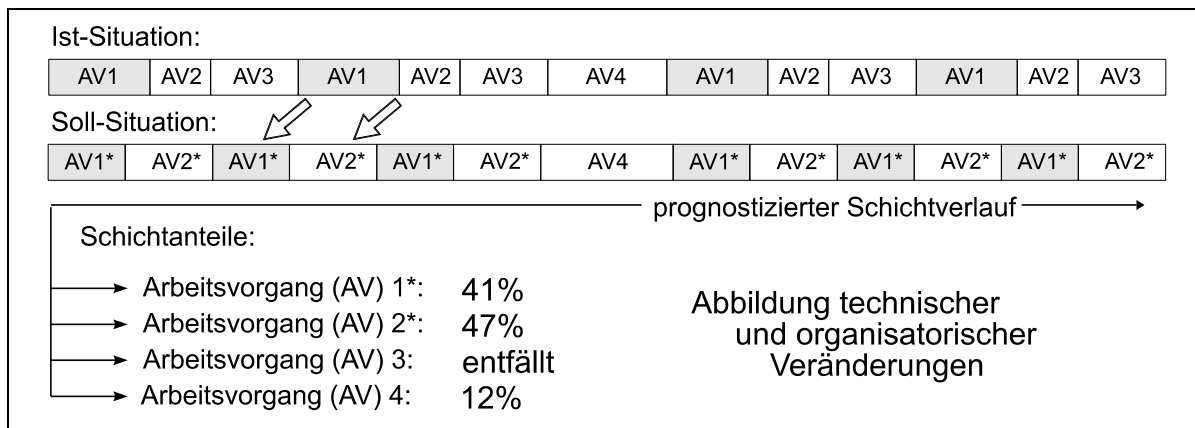 Ist-Situation:
AV1 AV2 AV3 AV1 AV2 AV3 AV4 AV1 AV2 AV3 AV1 AV2 AV3
Soll-Situation:
AV1* AV2* AV1* AV2* AV1* AV2* AV4 AV1* AV2* AV1* AV2* AV1* AV2*
prognostizierter Schichtverlauf
Schichtanteile:
Arbeitsvorgang (AV) 1*: 41%
Arbeitsvorgang (AV) 2*: 47%
Arbeitsvorgang (AV) 3: entfällt
Arbeitsvorgang (AV) 4: 12%
Abbildung technischer
und organisatorischer
Veränderungen